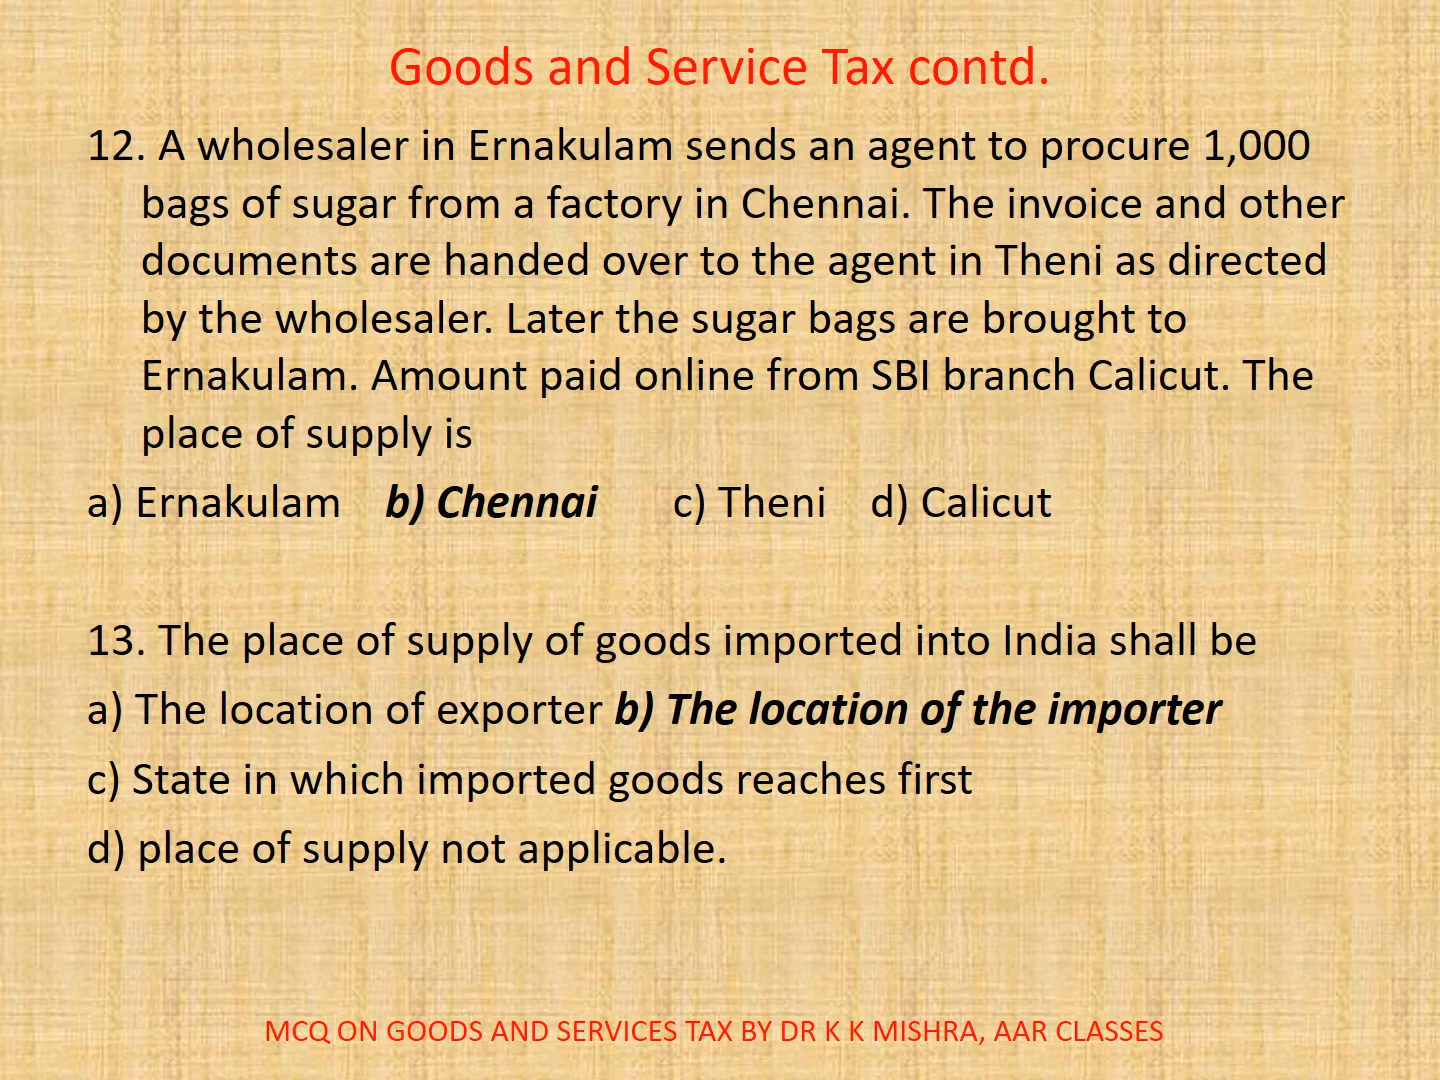 Goods and Service Tax contd.
12. A wholesaler in Ernakulam sends an agent to procure 1,000
bags of sugar from a factory in Chennai. The invoice and other
documents are handed over to the agent in Theni as directed
by the wholesaler. Later the sugar bags are brought to
Ernakulam. Amount paid online from SBI branch Calicut. The
place of supply is
a) Ernakulam b) Chennai c) Theni d) Calicut
13. The place of supply of goods imported into India shall be
a) The location of exporter b) The location of the importer
c) State in which imported goods reaches first
d) place of supply not applicable.
MCQ ON GOODS AND SERVICES TAX BY DR K K MISHRA, AAR CLASSES